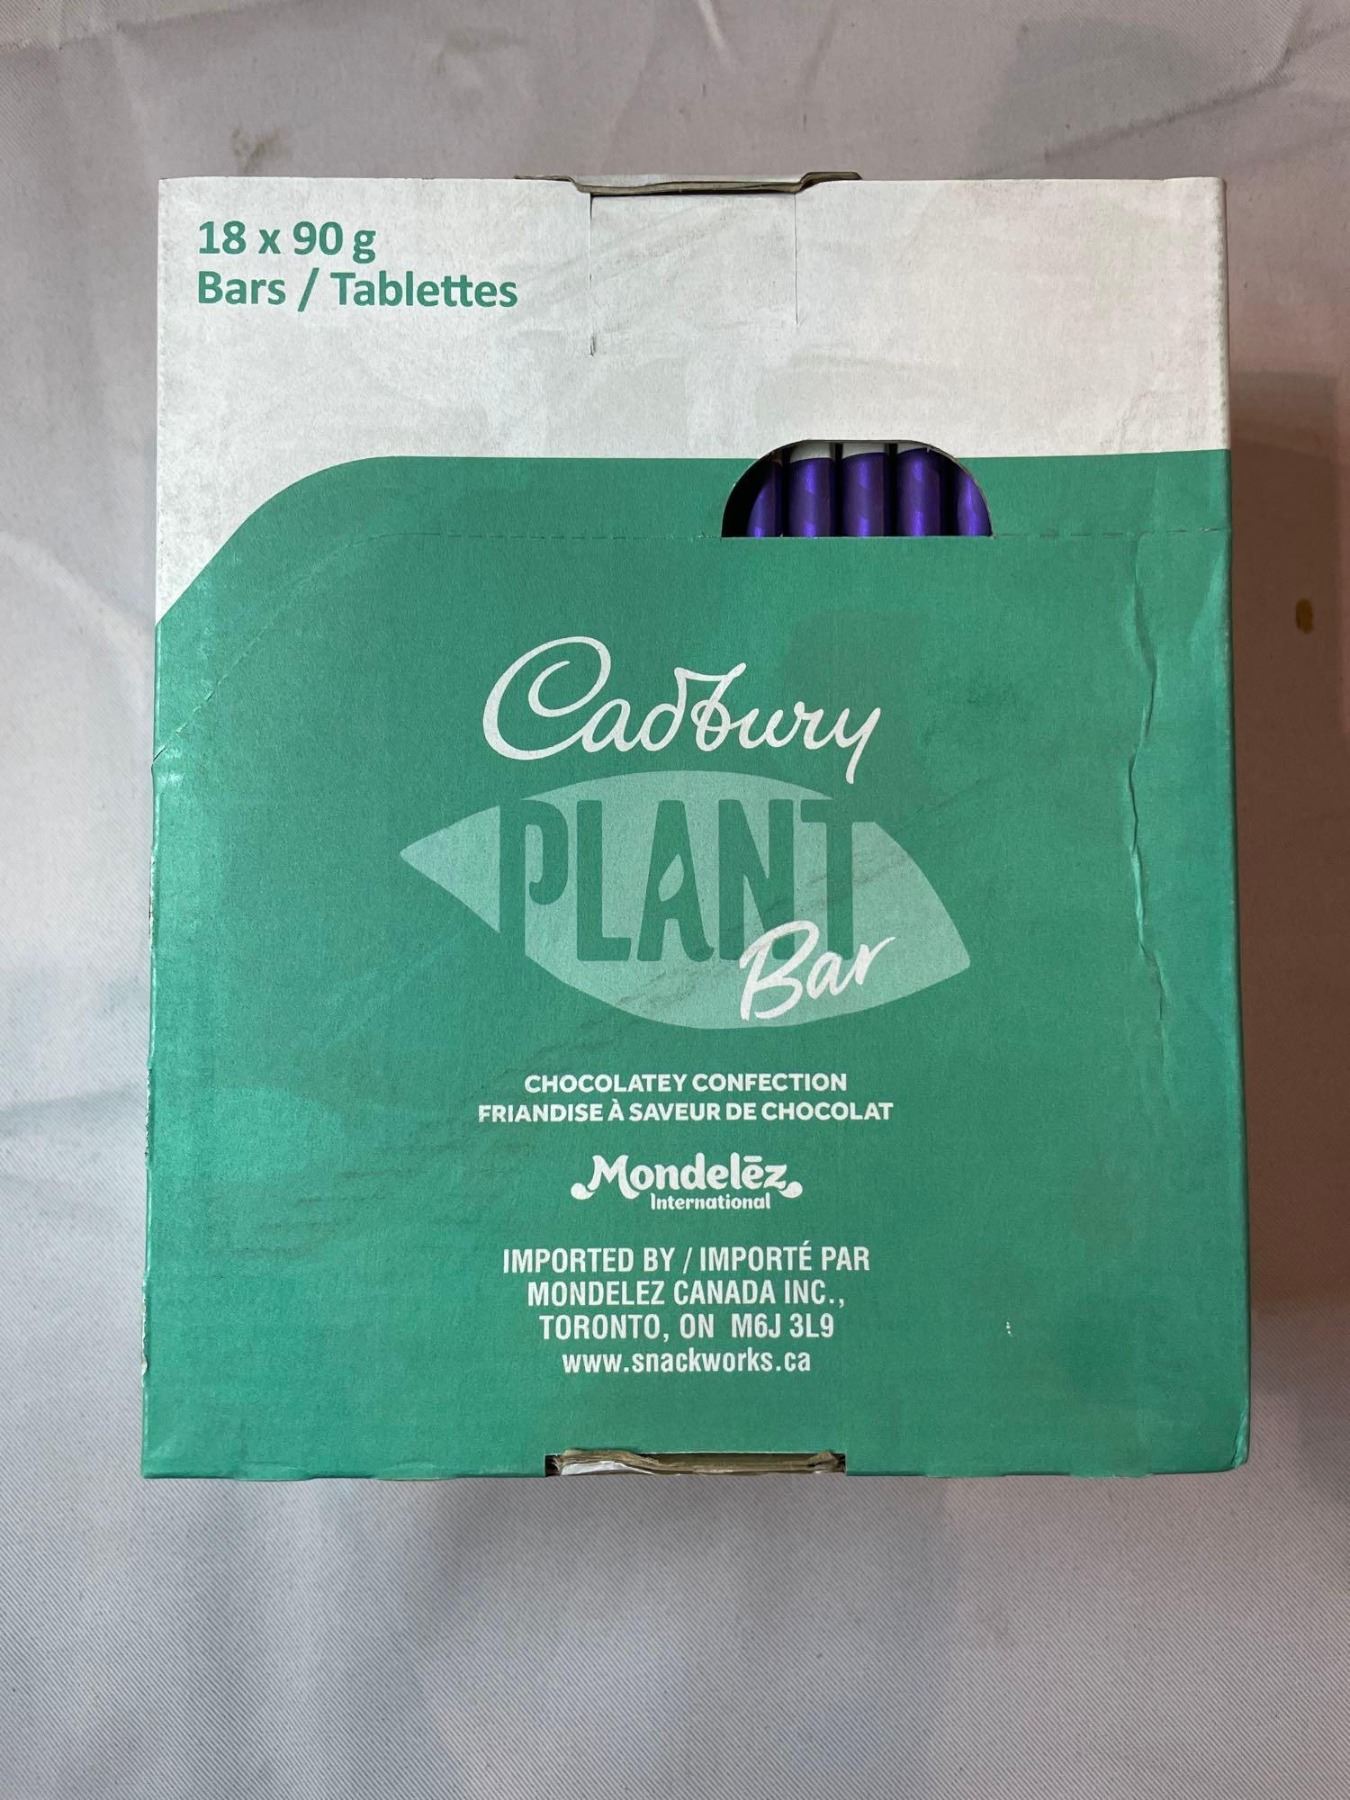 18 x 90 g
Bars / Tablettes
Cadbury
PLANT
Bar
CHOCOLATEY CONFECTION
FRIANDISE À SAVEUR DE CHOCOLAT
Mondelēz
International
IMPORTED BY / IMPORTÉ PAR
MONDELEZ CANADA INC.,
TORONTO, ON M6J 3L9
www.snackworks.ca